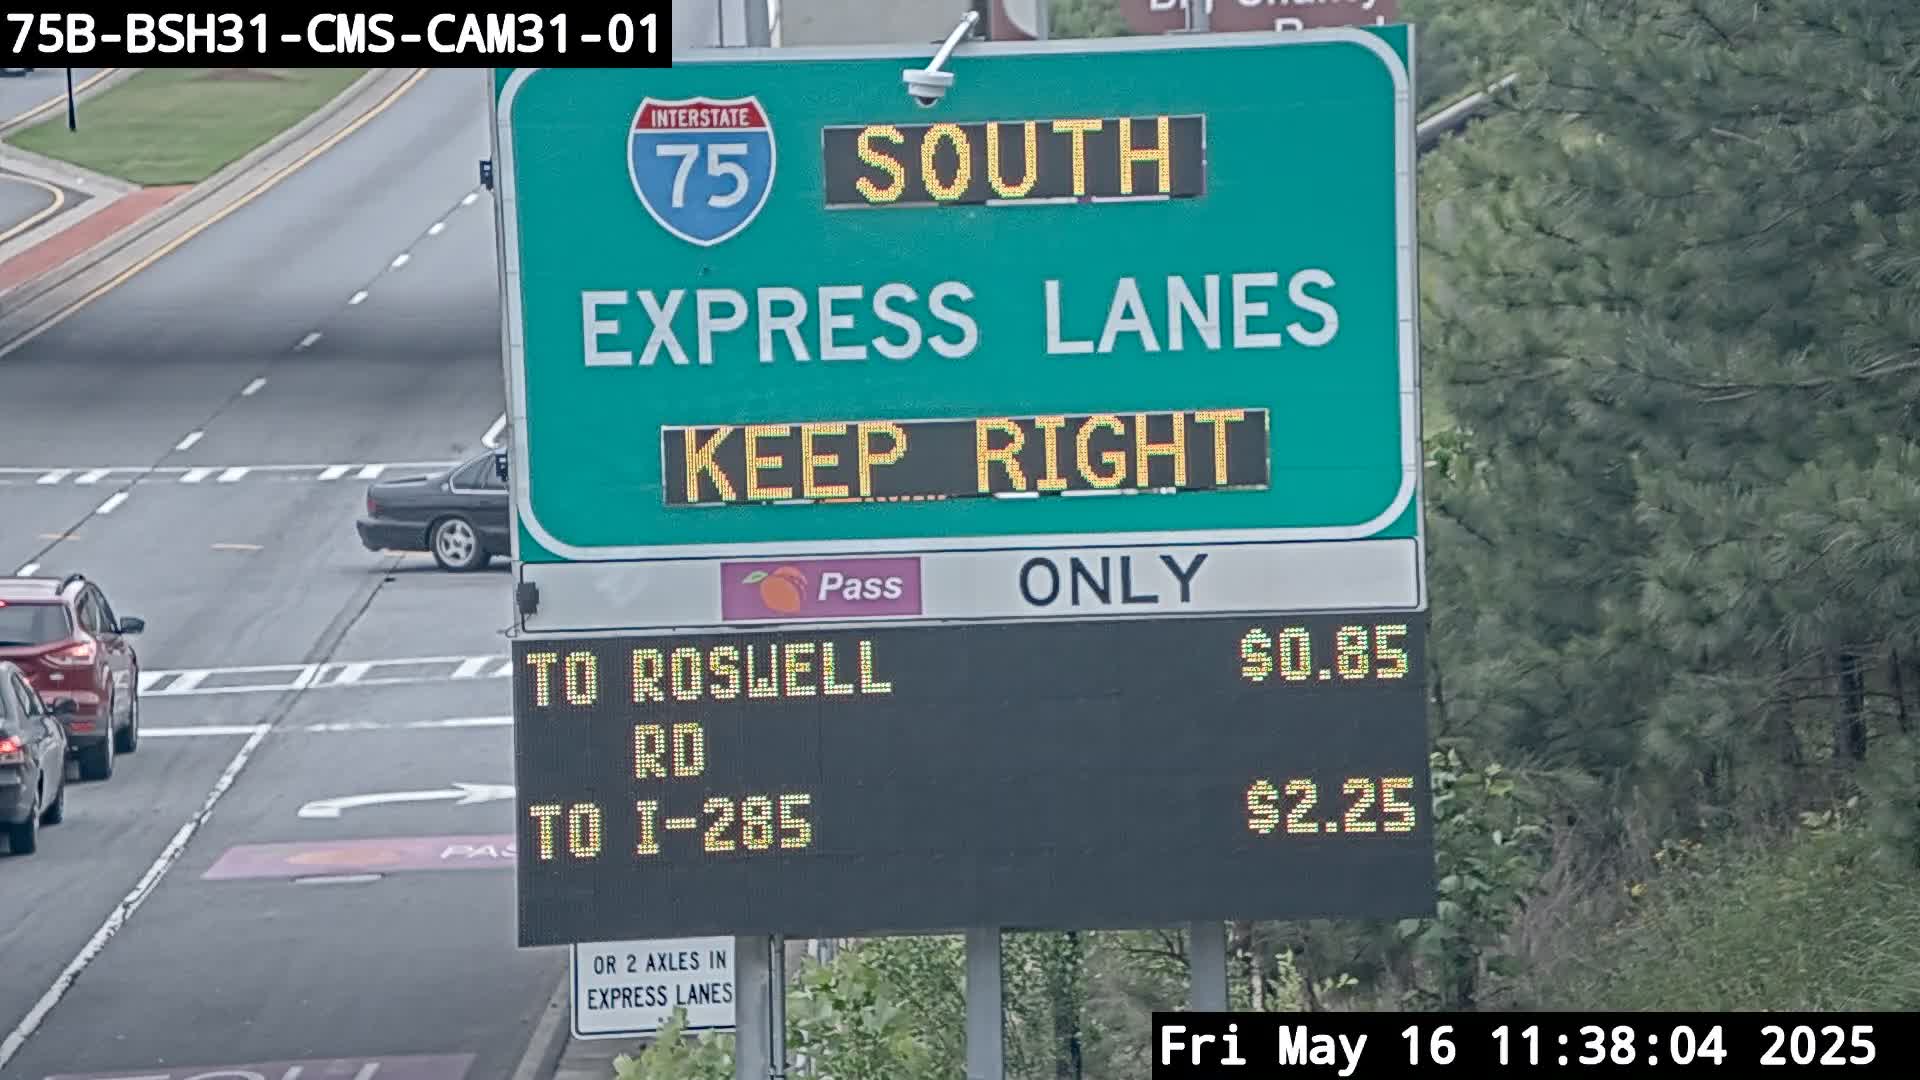 75B-BSH31-CMS-CAM31-01
Road
INTERSTATE
75
SOUTH
EXPRESS LANES
KEEP RIGHT
Pass ONLY
TO ROSWELL $0.85
RD
TO I-285 $2.25
OR 2 AXLES IN
EXPRESS LANES
Fri May 16 11:38:04 2025